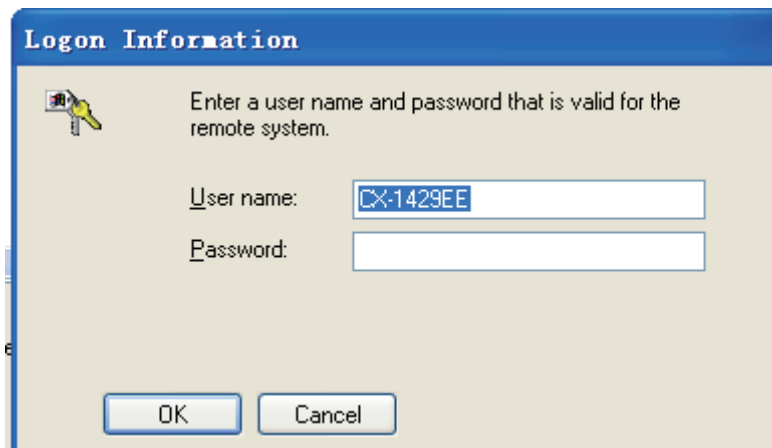 Logon Information
Enter a user name and password that is valid for the
remote system.
User name: CX-1429EE
Password:
OK Cancel